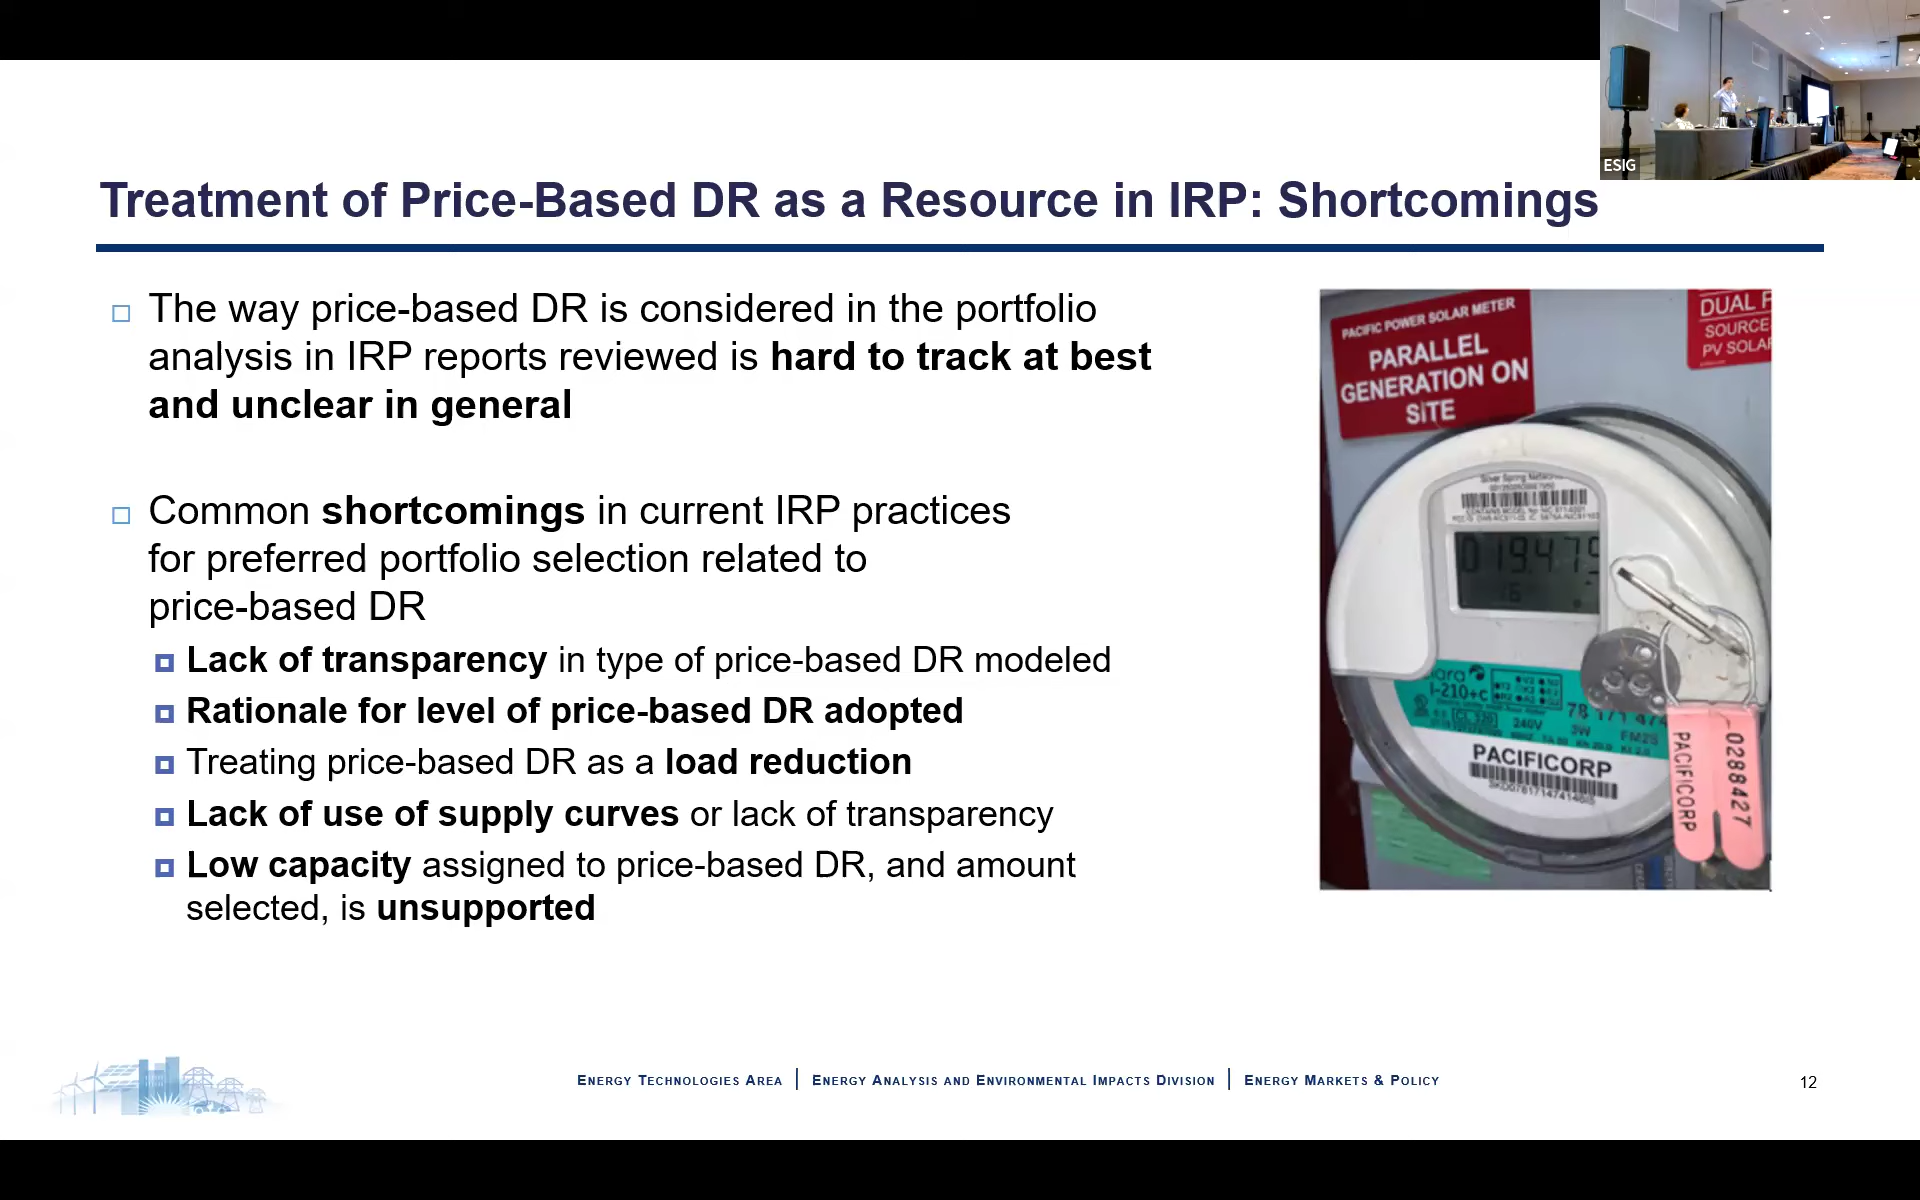 ESIG
Treatment of Price-Based DR as a Resource in IRP: Shortcomings
The way price-based DR is considered in the portfolio
analysis in IRP reports reviewed is hard to track at best
and unclear in general
Common shortcomings in current IRP practices
for preferred portfolio selection related to
price-based DR
Lack of transparency in type of price-based DR modeled
Rationale for level of price-based DR adopted
Treating price-based DR as a load reduction
Lack of use of supply curves or lack of transparency
Low capacity assigned to price-based DR, and amount
selected, is unsupported
PACIFIC POWER SOLAR METER
PARALLEL
GENERATION ON
SITE
DUAL
SOURCE
PV SOLA
I-210+c
CL 320
240V
3W
FM2S
PACIFICORP
PACIFICORP
0288427
ENERGY TECHNOLOGIES AREA | ENERGY ANALYSIS AND ENVIRONMENTAL IMPACTS DIVISION | ENERGY MARKETS & POLICY
12